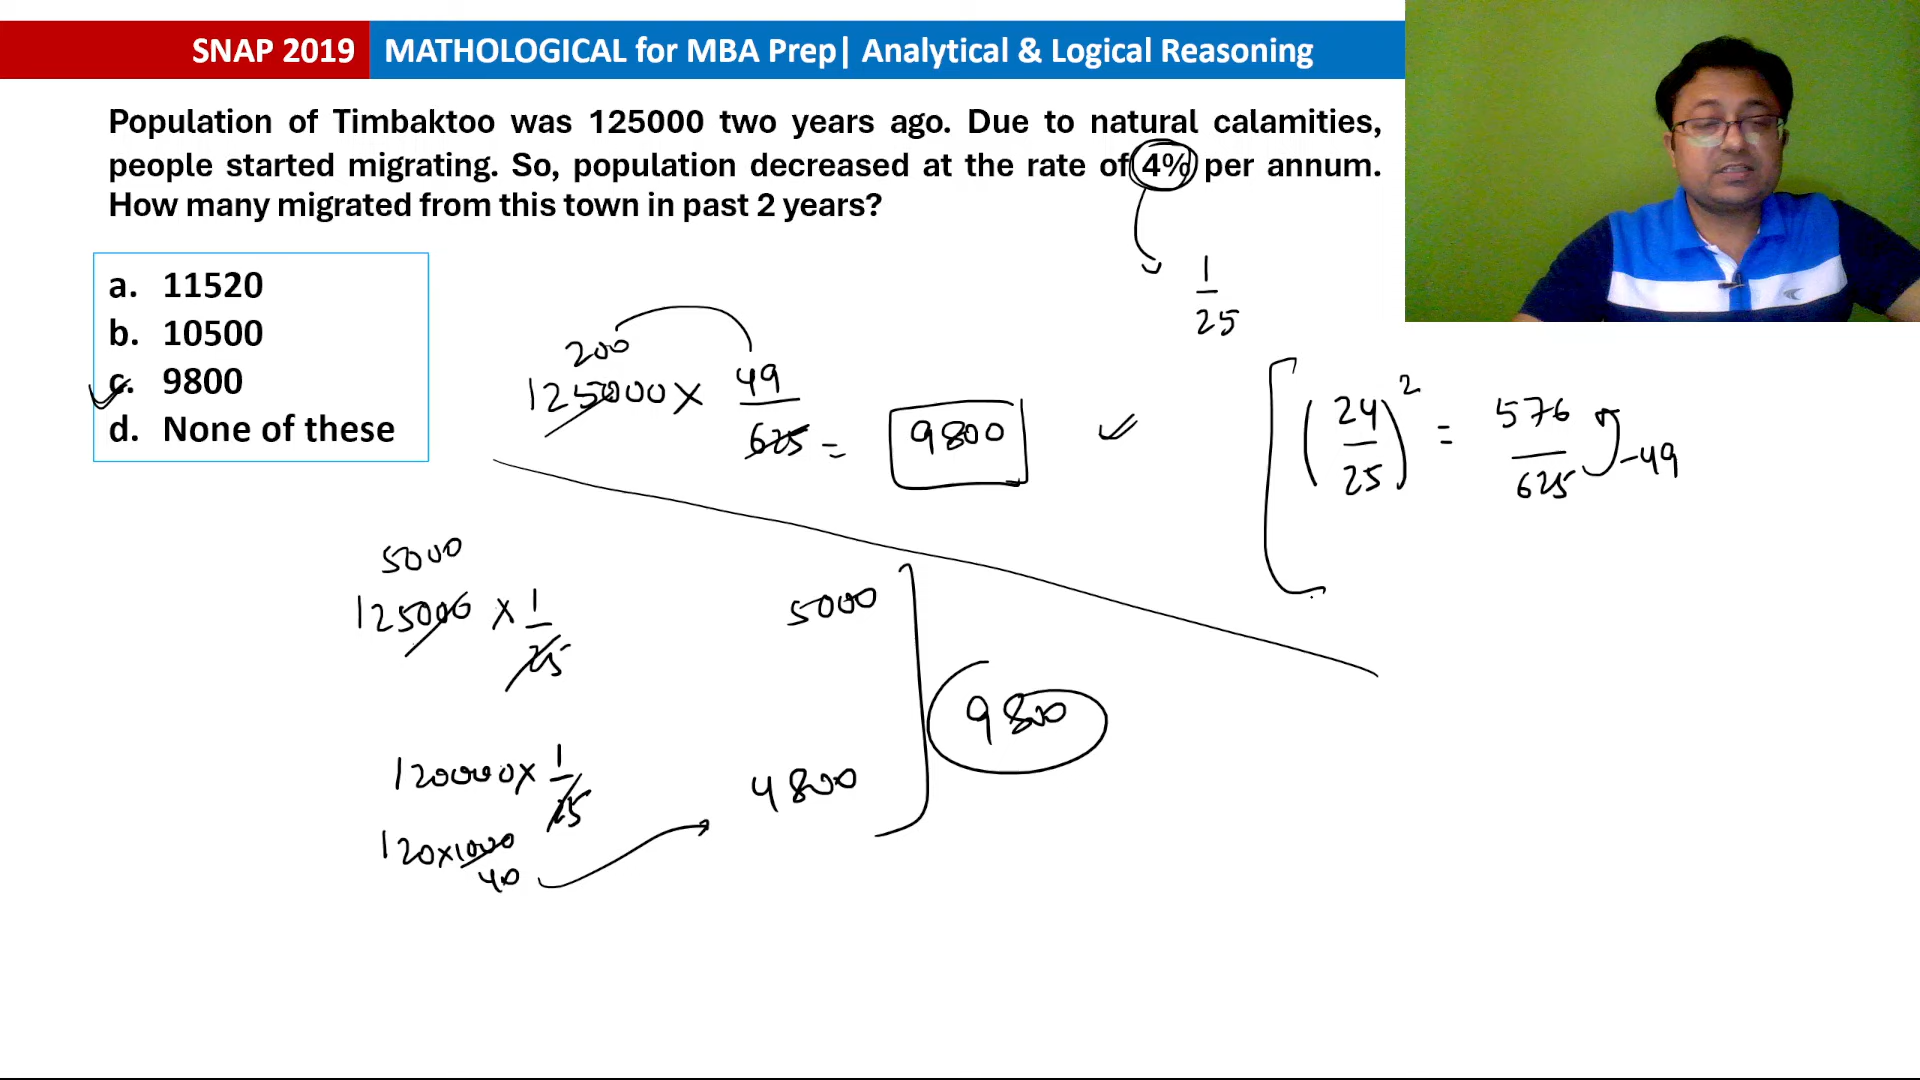 SNAP 2019 MATHOLOGICAL for MBA Prep| Analytical & Logical Reasoning
Population of Timbaktoo was 125000 two years ago. Due to natural calamities,
people started migrating. So, population decreased at the rate of 4% per annum.
How many migrated from this town in past 2 years?
a. 11520
b. 10500
c. 9800
d. None of these
1
25
200
125000 × 49
625 = 9800
(24/25)² = 576/625 -49
5000
125000 × 1
25
5000
9800
120000 × 1
25
4800
120×1000
40